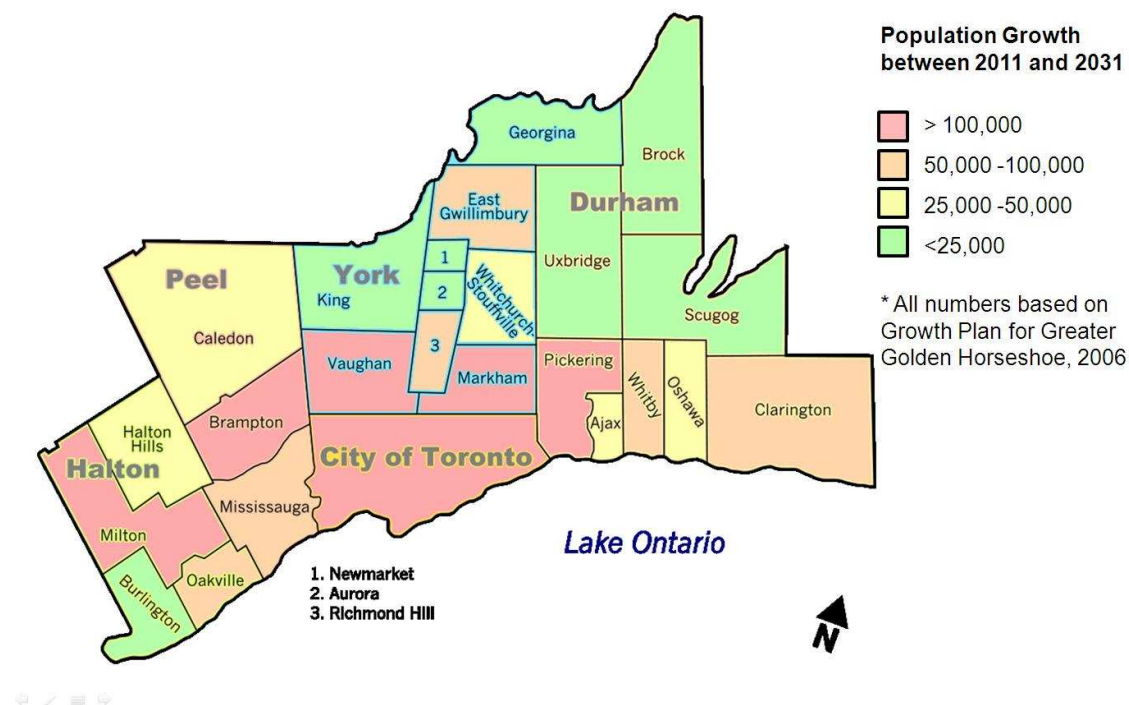 Population Growth
between 2011 and 2031
> 100,000
50,000 -100,000
25,000 -50,000
<25,000
* All numbers based on
Growth Plan for Greater
Golden Horseshoe, 2006
Georgina
Brock
East
Gwillimbury
Durham
Uxbridge
Scugog
Peel
Caledon
York
King
1
2
3
Whitchurch-
Stouffville
Vaughan
Markham
Pickering
Ajax
Whitby
Oshawa
Clarington
Brampton
Halton
Hills
Halton
City of Toronto
Mississauga
Milton
Oakville
Burlington
Lake Ontario
1. Newmarket
2. Aurora
3. Richmond Hill
N